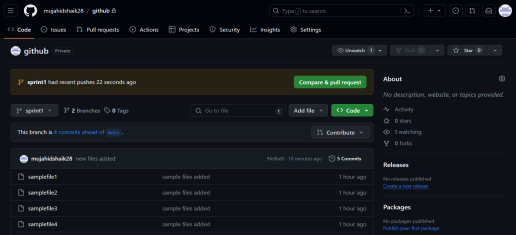 mujahidshaik28 / github
Type / to search
Code
Issues
Pull requests
Actions
Projects
Security
Insights
Settings
github Private
Unwatch 1
Fork
Star 0
sprint1 had recent pushes 22 seconds ago
Compare & pull request
sprint1
2 Branches
0 Tags
Go to file
t
Add file
Code
This branch is 4 commits ahead of main.
Contribute
mujahidshaik28 new files added
16 minutes ago
5 Commits
samplefile1 sample files added 1 hour ago
samplefile2 sample files added 1 hour ago
samplefile3 sample files added 1 hour ago
samplefile4 sample files added 1 hour ago
About
No description, website, or topics provided.
Activity
0 stars
1 watching
0 forks
Releases
No releases published
Create a new release
Packages
No packages published
Publish your first package